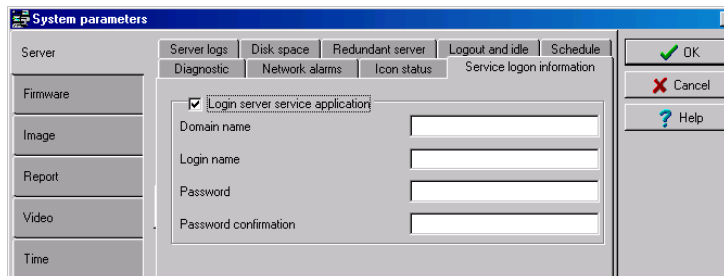 System parameters
Server
Firmware
Image
Report
Video
Time
Server logs
Disk space
Redundant server
Logout and idle
Schedule
Diagnostic
Network alarms
Icon status
Service logon information
Login server service application
Domain name
Login name
Password
Password confirmation
OK
Cancel
Help